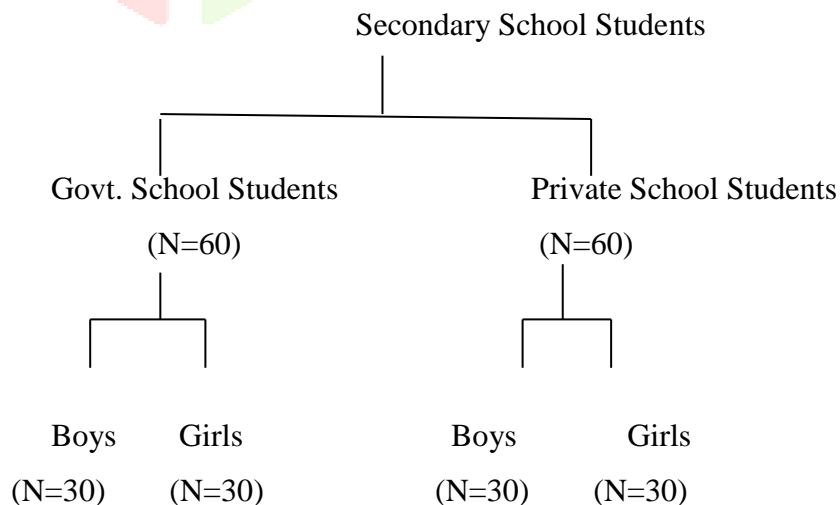 Secondary School Students
Govt. School Students Private School Students
(N=60) (N=60)
Boys Girls Boys Girls
(N=30) (N=30) (N=30) (N=30)